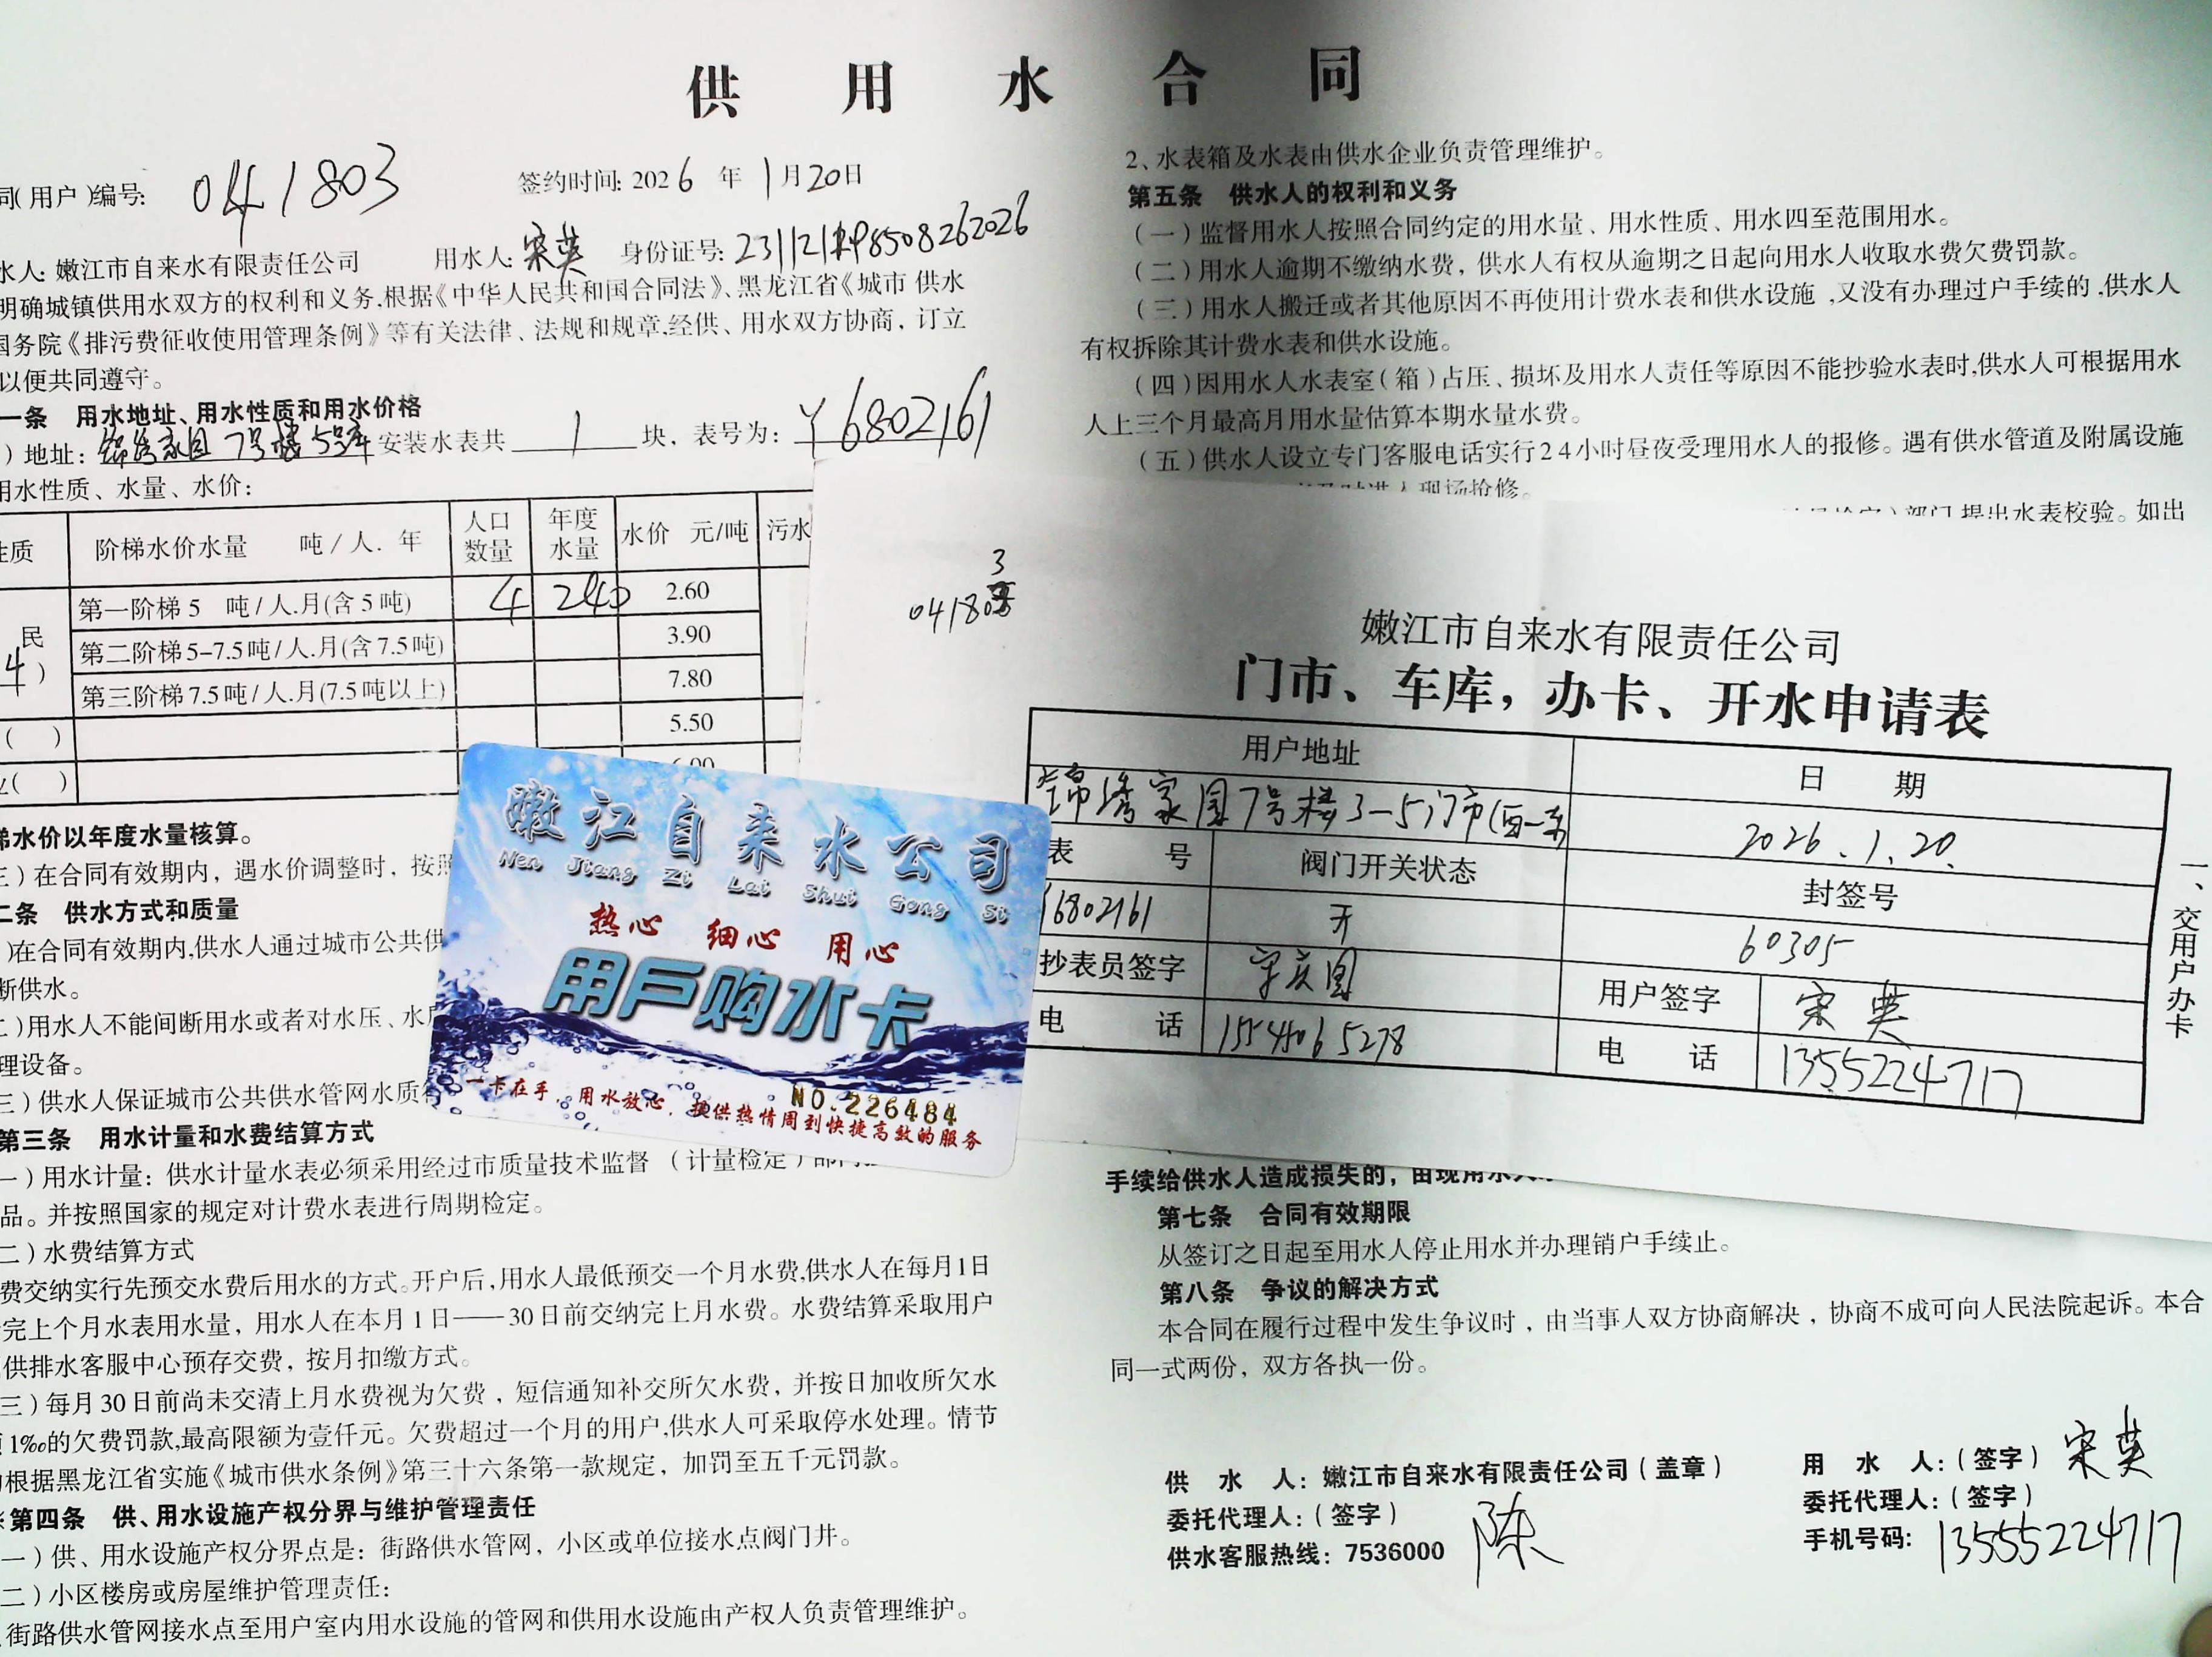 供用水合同
同(用户)编号: 041803 签约时间: 2026年1月20日
水人: 嫩江市自来水有限责任公司 用水人: 宋英 身份证号:
明确城镇供用水双方的权利和义务,根据《中华人民共和国合同法》、黑龙江省《城市 供水
国务院《排污费征收使用管理条例》等有关法律、法规和规章,经供、用水双方协商，订立
以便共同遵守。
一条 用水地址、用水性质和用水价格
)地址: 锦绣家园7号楼5号库 安装水表共 1 块，表号为: Y6802161
用水性质、水量、水价:
性质 阶梯水价水量 吨/人.年 人口数量 年度水量 水价 元/吨 污水
民 4 ) 第一阶梯5 吨/人.月(含5吨) 4 240 2.60
第二阶梯5-7.5吨/人.月(含7.5吨) 3.90
第三阶梯7.5吨/人.月(7.5吨以上) 7.80
( ) 5.50
业( ) 6.00
梯水价以年度水量核算。
三)在合同有效期内，遇水价调整时，按照
二条 供水方式和质量
)在合同有效期内,供水人通过城市公共供
断供水。
二)用水人不能间断用水或者对水压、水质
理设备。
三)供水人保证城市公共供水管网水质符
第三条 用水计量和水费结算方式
一)用水计量：供水计量水表必须采用经过市质量技术监督（计量检定）部门
品。并按照国家的规定对计费水表进行周期检定。
二)水费结算方式
费交纳实行先预交水费后用水的方式。开户后,用水人最低预交一个月水费,供水人在每月1日
完上个月水表用水量，用水人在本月1日——30日前交纳完上月水费。水费结算采取用户
供排水客服中心预存交费，按月扣缴方式。
三)每月30日前尚未交清上月水费视为欠费，短信通知补交所欠水费，并按日加收所欠水
1‰的欠费罚款,最高限额为壹仟元。欠费超过一个月的用户,供水人可采取停水处理。情节
根据黑龙江省实施《城市供水条例》第三十六条第一款规定，加罚至五千元罚款。
※第四条 供、用水设施产权分界与维护管理责任
一)供、用水设施产权分界点是：街路供水管网，小区或单位接水点阀门井。
二)小区楼房或房屋维护管理责任:
街路供水管网接水点至用户室内用水设施的管网和供用水设施由产权人负责管理维护。
2、水表箱及水表由供水企业负责管理维护。
第五条 供水人的权利和义务
(一)监督用水人按照合同约定的用水量、用水性质、用水四至范围用水。
(二)用水人逾期不缴纳水费，供水人有权从逾期之日起向用水人收取水费欠费罚款。
(三)用水人搬迁或者其他原因不再使用计费水表和供水设施,又没有办理过户手续的,供水人
有权拆除其计费水表和供水设施。
(四)因用水人水表室(箱)占压、损坏及用水人责任等原因不能抄验水表时,供水人可根据用水
人上三个月最高月用水量估算本期水量水费。
(五)供水人设立专门客服电话实行24小时昼夜受理用水人的报修。遇有供水管道及附属设施
进入现场抢修。
部门提出水表校验。如出
041803
嫩江市自来水有限责任公司
门市、车库，办卡、开水申请表
用户地址 日 期
锦绣家园7号楼3-5门市(西一东 2026.1.20.
表 号 阀门开关状态 封签号
Y6802161 开 60305
抄表员签字 用户签字 宋英
电 话 15545065278 电 话 13555224717
一、交用户办卡
嫩江自来水公司
Nen Jiang Zi Lai Shui Gong Si
热心 细心 用心
用户购水卡
NO.226484
一卡在手，用水放心，提供热情周到快捷高效的服务
手续给供水人造成损失的，由现用水人
第七条 合同有效期限
从签订之日起至用水人停止用水并办理销户手续止。
第八条 争议的解决方式
本合同在履行过程中发生争议时，由当事人双方协商解决，协商不成可向人民法院起诉。本合
同一式两份，双方各执一份。
供 水 人：嫩江市自来水有限责任公司（盖章）
委托代理人:（签字） 陈
供水客服热线：7536000
用 水 人:（签字） 宋英
委托代理人:（签字）
手机号码: 13555224717